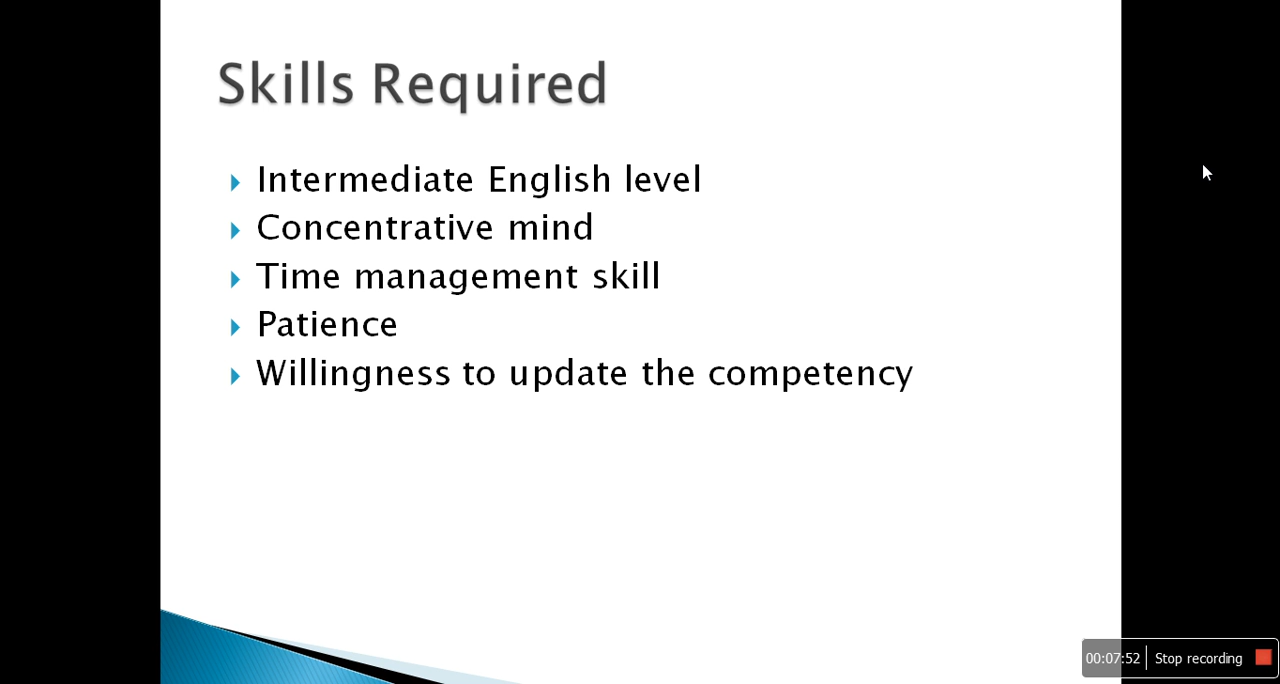 Skills Required
Intermediate English level
Concentrative mind
Time management skill
Patience
Willingness to update the competency
00:07:52 Stop recording